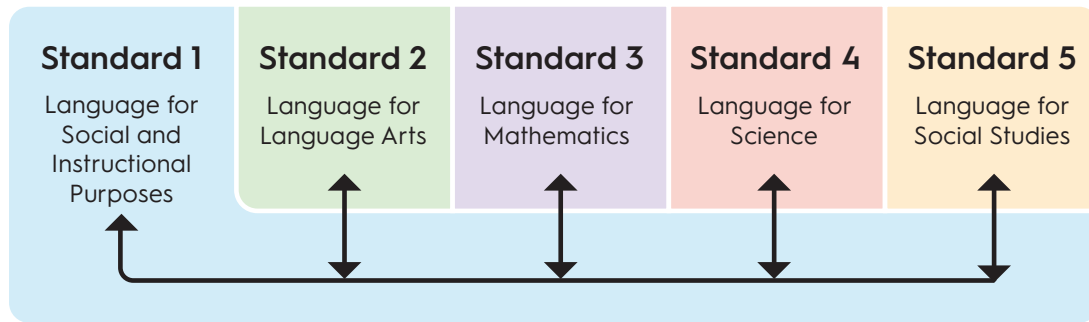 Standard 1
Language for
Social and
Instructional
Purposes
Standard 2
Language for
Language Arts
Standard 3
Language for
Mathematics
Standard 4
Language for
Science
Standard 5
Language for
Social Studies